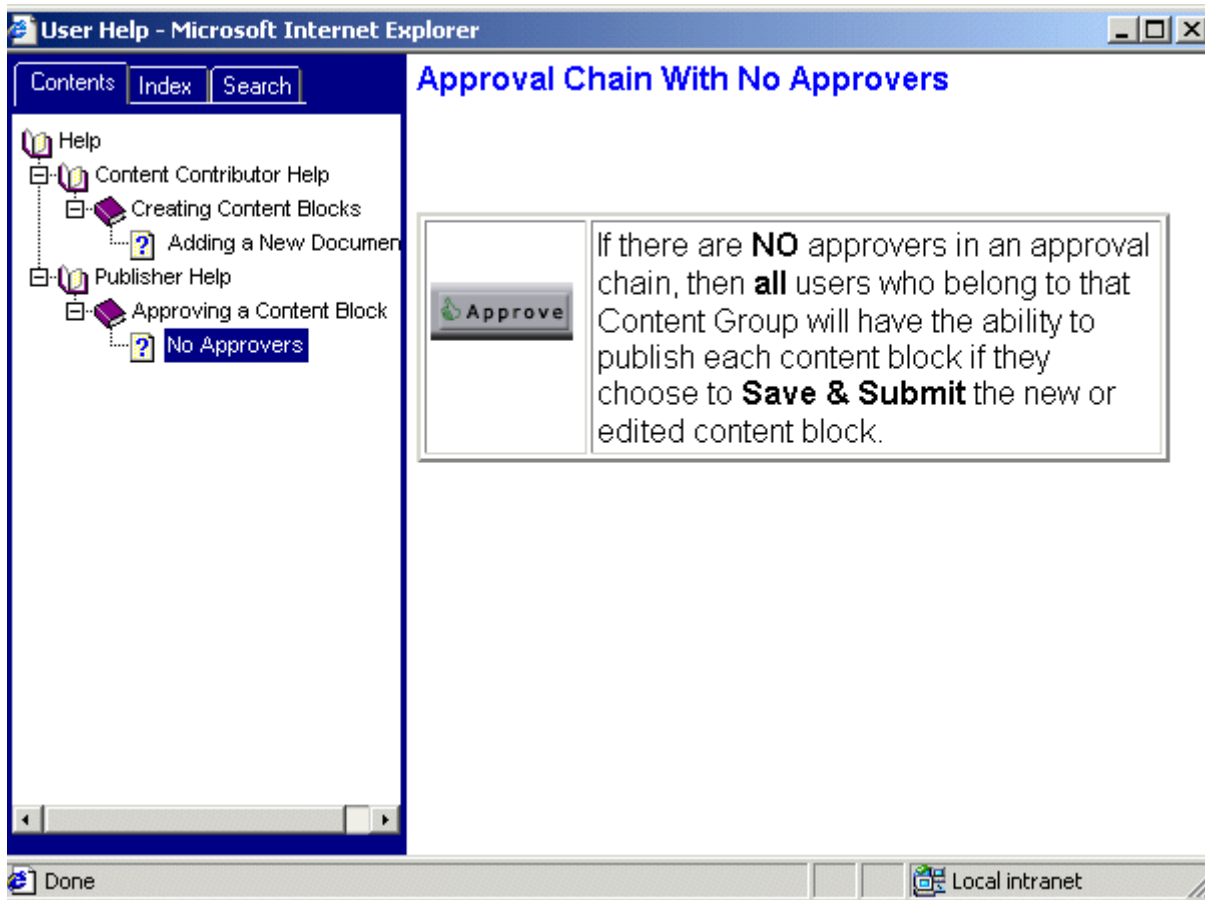 User Help - Microsoft Internet Explorer
Contents
Index
Search
Help
Content Contributor Help
Creating Content Blocks
Adding a New Documen
Publisher Help
Approving a Content Block
No Approvers
Approval Chain With No Approvers
Approve
If there are NO approvers in an approval
chain, then all users who belong to that
Content Group will have the ability to
publish each content block if they
choose to Save & Submit the new or
edited content block.
Done
Local intranet